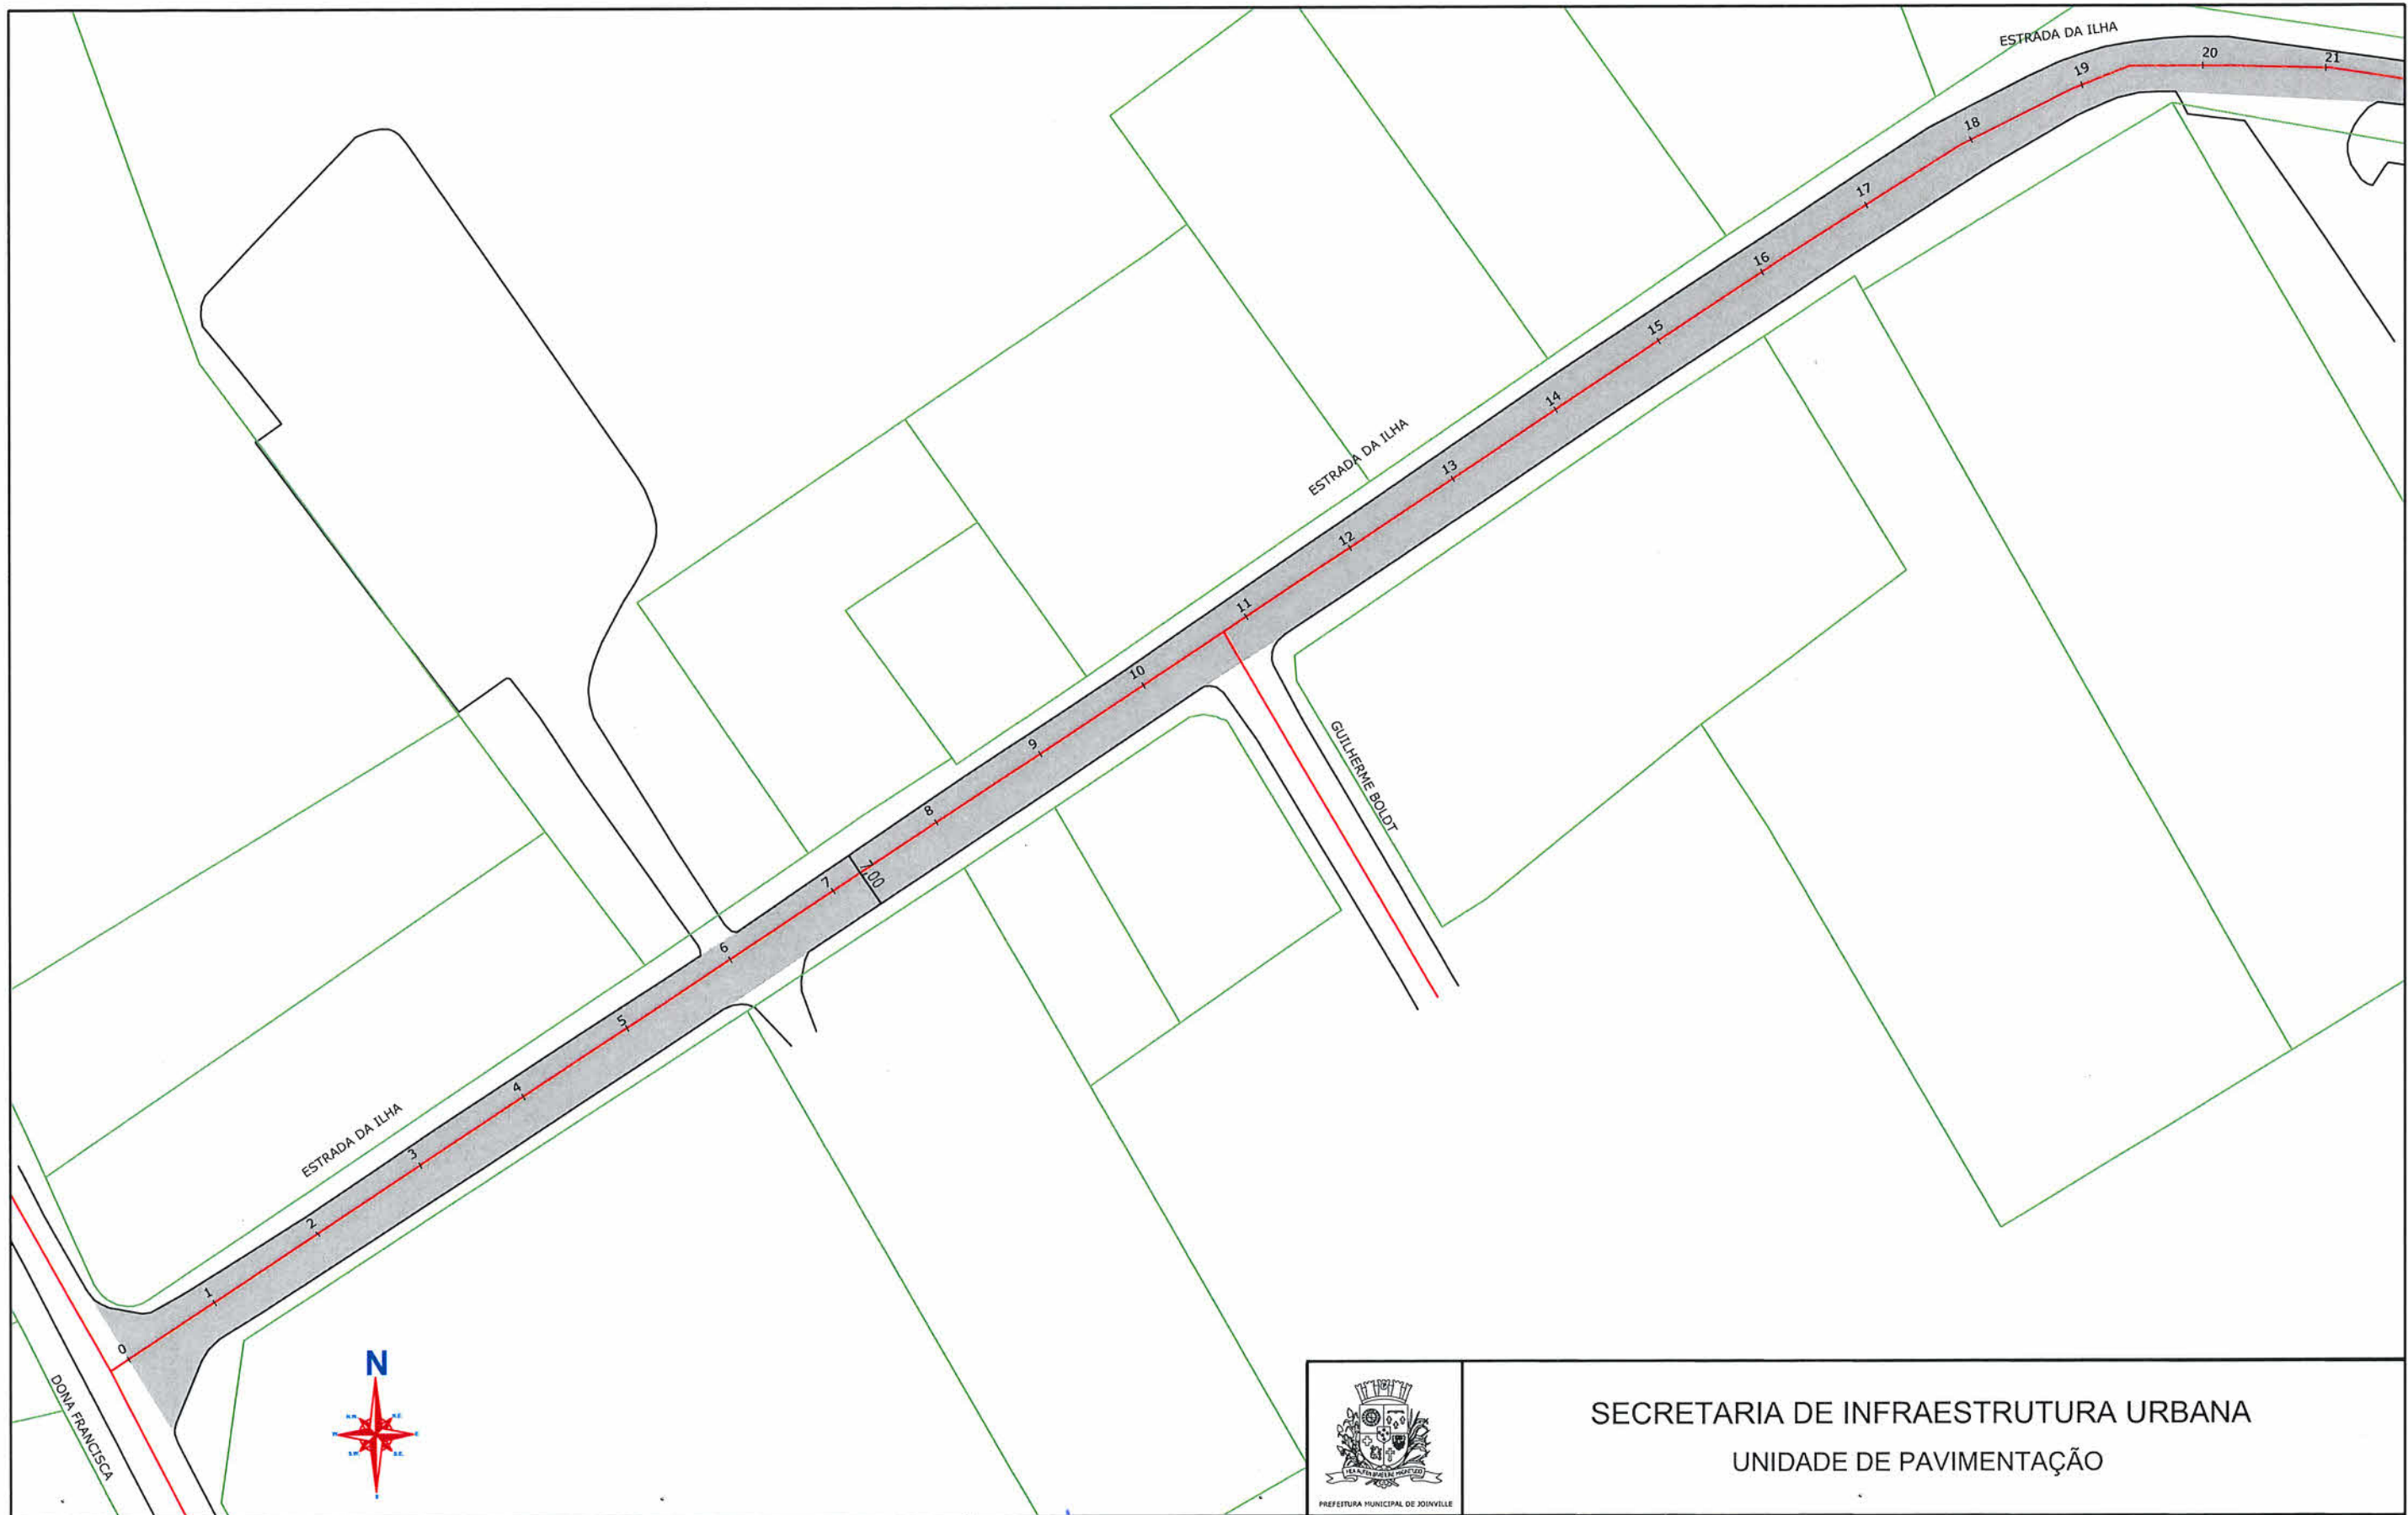 ESTRADA DA ILHA
19
20
21
18
17
16
15
14
ESTRADA DA ILHA
13
12
11
10
9
8
7
7,00
6
5
4
3
2
1
0
ESTRADA DA ILHA
GUILHERME BOLDT
DONA FRANCISCA
N
PREFEITURA MUNICIPAL DE JOINVILLE
SECRETARIA DE INFRAESTRUTURA URBANA
UNIDADE DE PAVIMENTAÇÃO